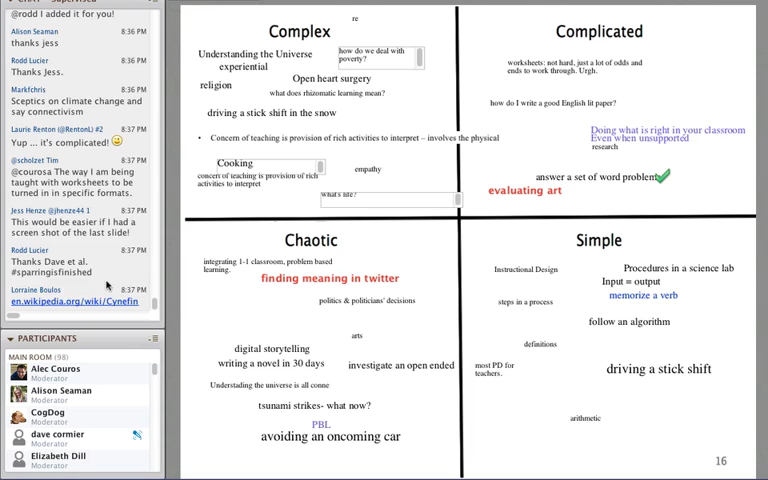 CHAT - Supervised
@rodd I added it for you!
Alison Seaman 8:36 PM
thanks jess
Rodd Lucier 8:36 PM
Thanks Jess.
Markfchris 8:36 PM
Sceptics on climate change and
say connectivism
Laurie Renton (@RentonL) #2 8:37 PM
Yup ... it's complicated!
@scholzet Tim 8:37 PM
@courosa The way I am being
taught with worksheets to be
turned in in specific formats.
Jess Henze @jhenze44 1 8:37 PM
This would be easier if I had a
screen shot of the last slide!
Rodd Lucier 8:37 PM
Thanks Dave et al.
#sparringisfinished
Lorraine Boulos 8:37 PM
en.wikipedia.org/wiki/Cynefin
PARTICIPANTS
MAIN ROOM (98)
Alec Couros
Moderator
Alison Seaman
Moderator
CogDog
Moderator
dave cormier
Moderator
Elizabeth Dill
Moderator
re
Complex
Understanding the Universe
experiential
how do we deal with
poverty?
religion
Open heart surgery
what does rhizomatic learning mean?
driving a stick shift in the snow
• Concern of teaching is provision of rich activities to interpret – involves the physical
Cooking
concert of teaching is provision of rich
activities to interpret
empathy
what's life?
Complicated
worksheets: not hard, just a lot of odds and
ends to work through. Urgh.
how do I write a good English lit paper?
Doing what is right in your classroom
Even when unsupported
research
answer a set of word problem
evaluating art
Chaotic
integrating 1-1 classroom, problem based
learning.
finding meaning in twitter
politics & politicians' decisions
arts
digital storytelling
writing a novel in 30 days
investigate an open ended
Understading the universe is all conne
tsunami strikes- what now?
PBL
avoiding an oncoming car
Simple
Instructional Design
Procedures in a science lab
Input = output
memorize a verb
steps in a process
follow an algorithm
definitions
most PD for
teachers.
driving a stick shift
arithmetic
16